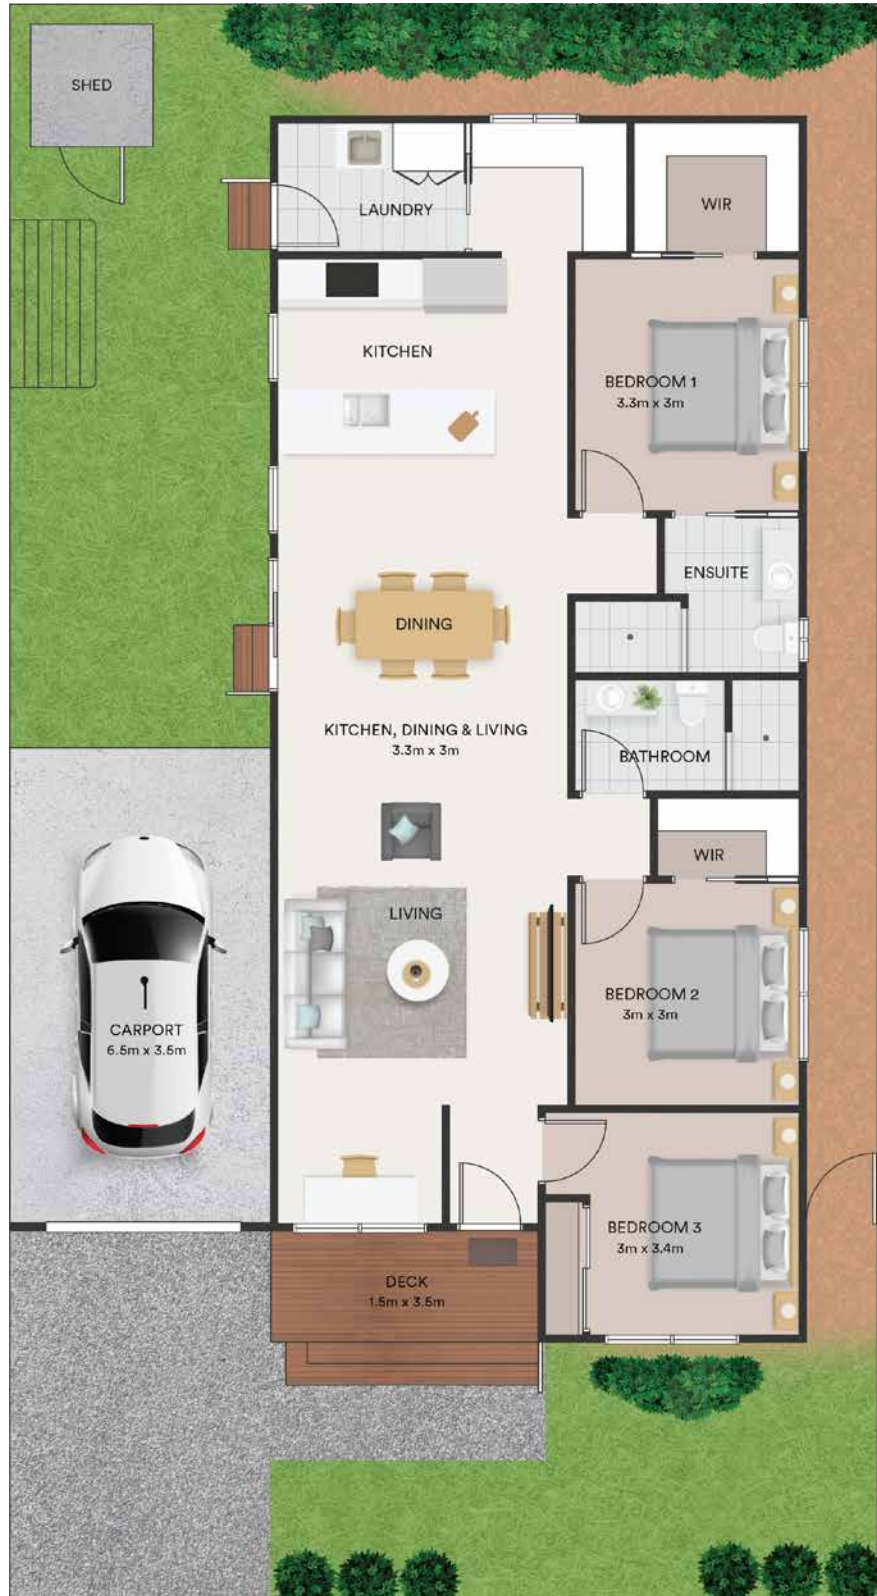 SHED
LAUNDRY
WIR
KITCHEN
BEDROOM 1
3.3m x 3m
ENSUITE
DINING
KITCHEN, DINING & LIVING
3.3m x 3m
BATHROOM
WIR
LIVING
BEDROOM 2
3m x 3m
CARPORT
6.5m x 3.5m
BEDROOM 3
3m x 3.4m
DECK
1.5m x 3.5m